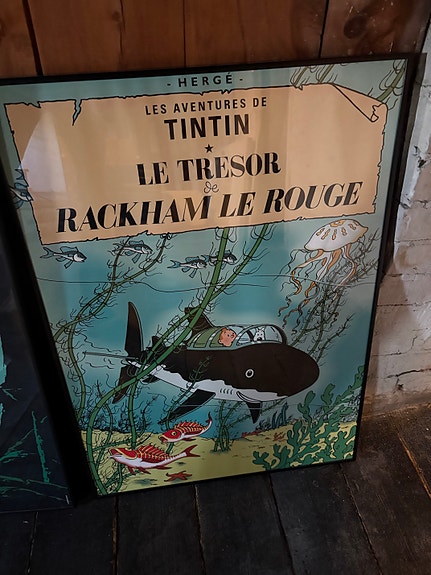 - HERGÉ -
LES AVENTURES DE
TINTIN
★
LE TRESOR
de
RACKHAM LE ROUGE